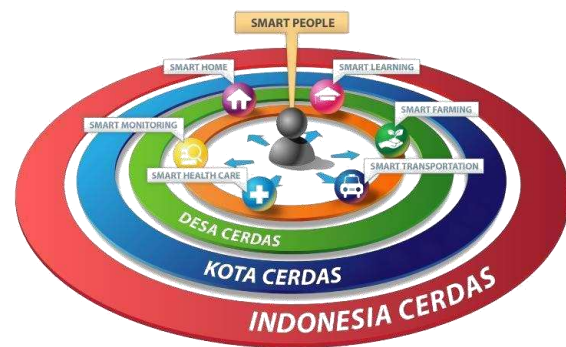 SMART PEOPLE
SMART HOME
SMART LEARNING
SMART FARMING
SMART MONITORING
SMART HEALTH CARE
SMART TRANSPORTATION
DESA CERDAS
KOTA CERDAS
INDONESIA CERDAS